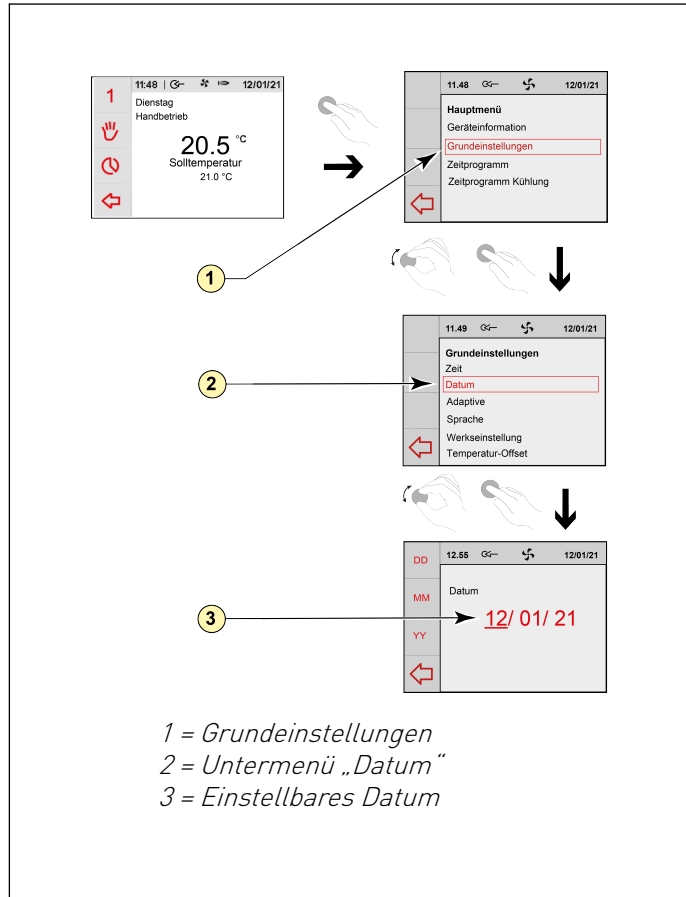 11:48 | 12/01/21
1
Dienstag
Handbetrieb
20.5 °C
Solltemperatur
21.0 °C
11.48 12/01/21
Hauptmenü
Geräteinformation
Grundeinstellungen
Zeitprogramm
Zeitprogramm Kühlung
1
11.49 12/01/21
Grundeinstellungen
Zeit
Datum
Adaptive
Sprache
Werkseinstellung
Temperatur-Offset
2
12.55 12/01/21
DD
MM
YY
Datum
12/ 01/ 21
3
1 = Grundeinstellungen
2 = Untermenü „Datum“
3 = Einstellbares Datum